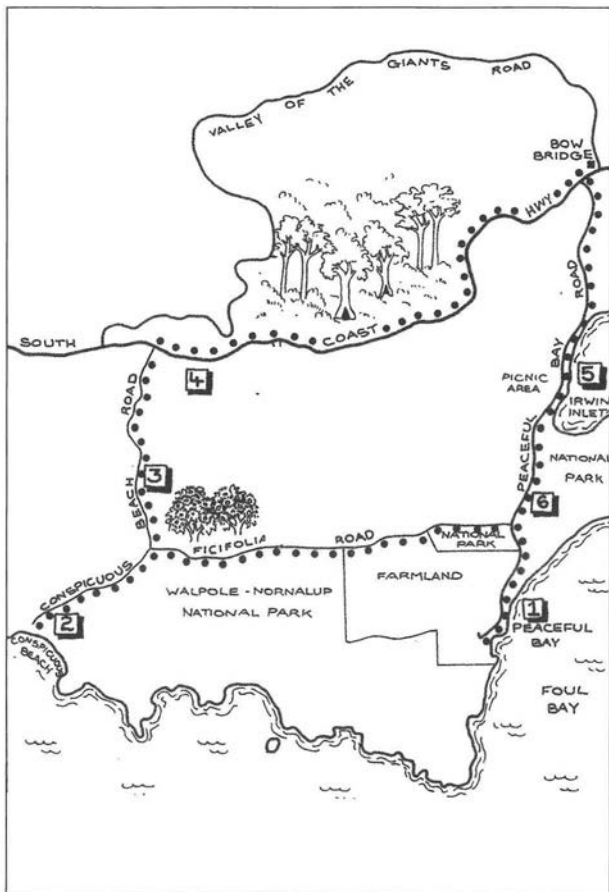 VALLEY OF THE GIANTS ROAD
BOW
BRIDGE
SOUTH COAST HWY
4
PEACEFUL BAY ROAD
5
PICNIC
AREA
IRWIN
INLET
NATIONAL
PARK
3
6
CONSPICUOUS BEACH ROAD
FICIFOLIA ROAD
NATIONAL
PARK
FARMLAND
WALPOLE - NORNALUP
NATIONAL PARK
2
1
PEACEFUL
BAY
CONSPICUOUS
BEACH
FOUL
BAY